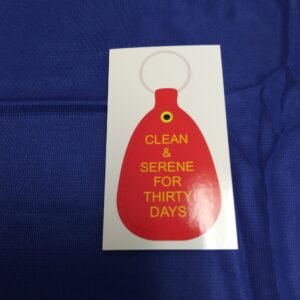 CLEAN
&
SERENE
FOR
THIRTY
DAYS